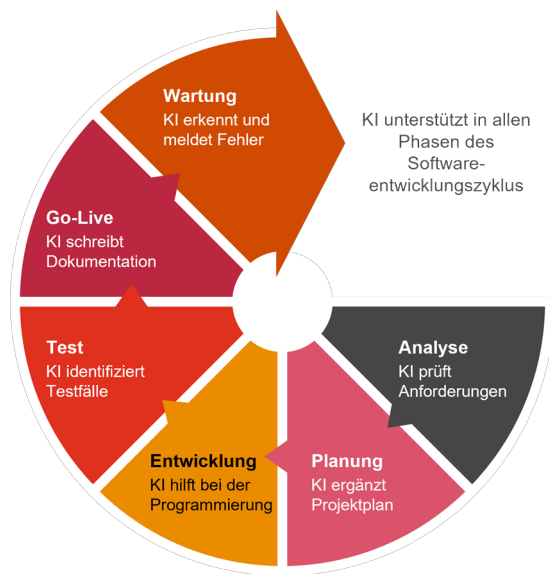 Wartung
KI erkennt und
meldet Fehler
KI unterstützt in allen
Phasen des
Software-
entwicklungszyklus
Go-Live
KI schreibt
Dokumentation
Test
KI identifiziert
Testfälle
Analyse
KI prüft
Anforderungen
Entwicklung
KI hilft bei der
Programmierung
Planung
KI ergänzt
Projektplan